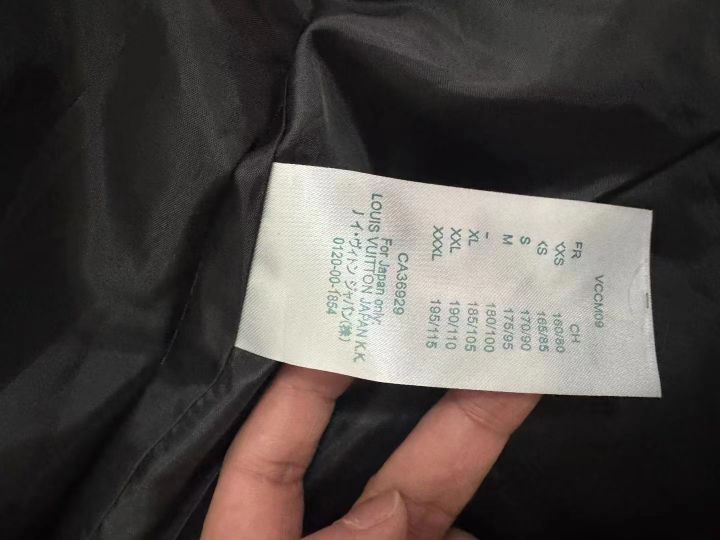 VCCM09
FR CH
XXS 160/80
XS 165/85
S 170/90
M 175/95
- 180/100
XL 185/105
XXL 190/110
XXXL 195/115
CA36929
For Japan only
LOUIS VUITTON JAPAN K.K.
ノイ・ヴィトン ジャパン(株)
0120-00-1854